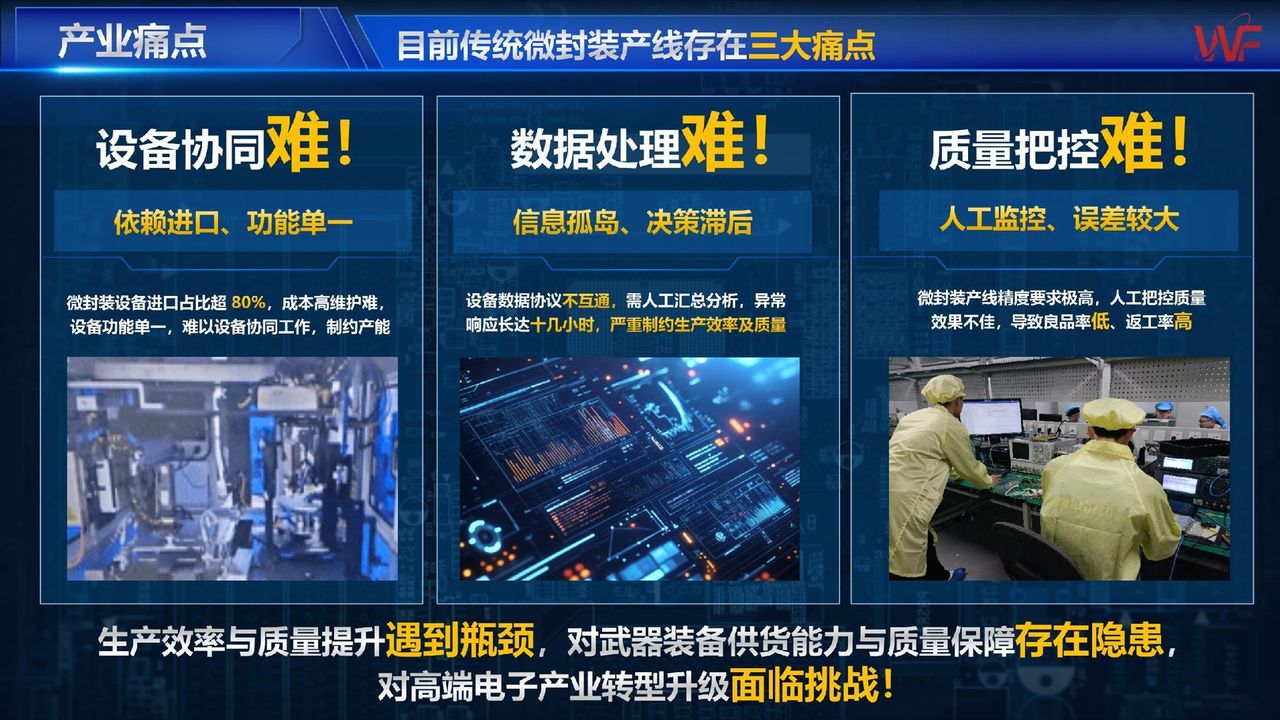 产业痛点
目前传统微封装产线存在三大痛点
WF
设备协同难！
依赖进口、功能单一
微封装设备进口占比超 80%，成本高维护难，
设备功能单一，难以设备协同工作，制约产能
数据处理难！
信息孤岛、决策滞后
设备数据协议不互通，需人工汇总分析，异常
响应长达十几小时，严重制约生产效率及质量
质量把控难！
人工监控、误差较大
微封装产线精度要求极高，人工把控质量
效果不佳，导致良品率低、返工率高
生产效率与质量提升遇到瓶颈，对武器装备供货能力与质量保障存在隐患，
对高端电子产业转型升级面临挑战！